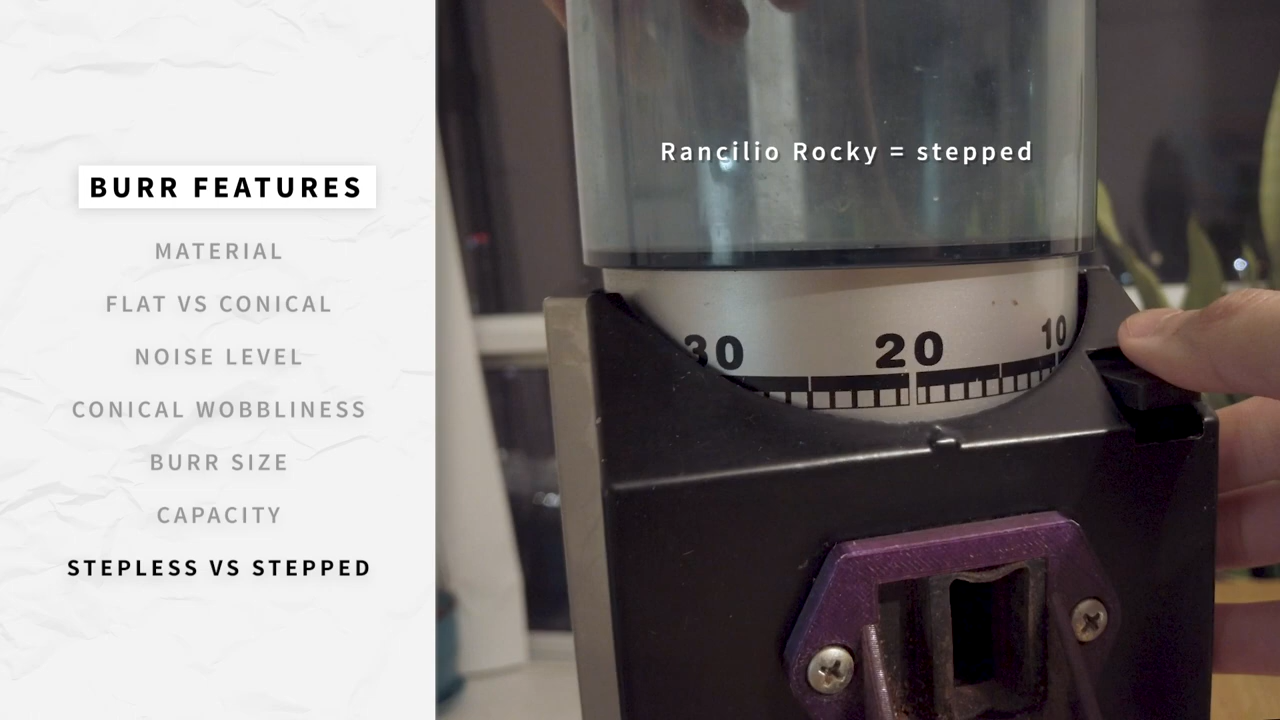 BURR FEATURES
MATERIAL
FLAT VS CONICAL
NOISE LEVEL
CONICAL WOBBLINESS
BURR SIZE
CAPACITY
STEPLESS VS STEPPED
Rancilio Rocky = stepped
30 20 10